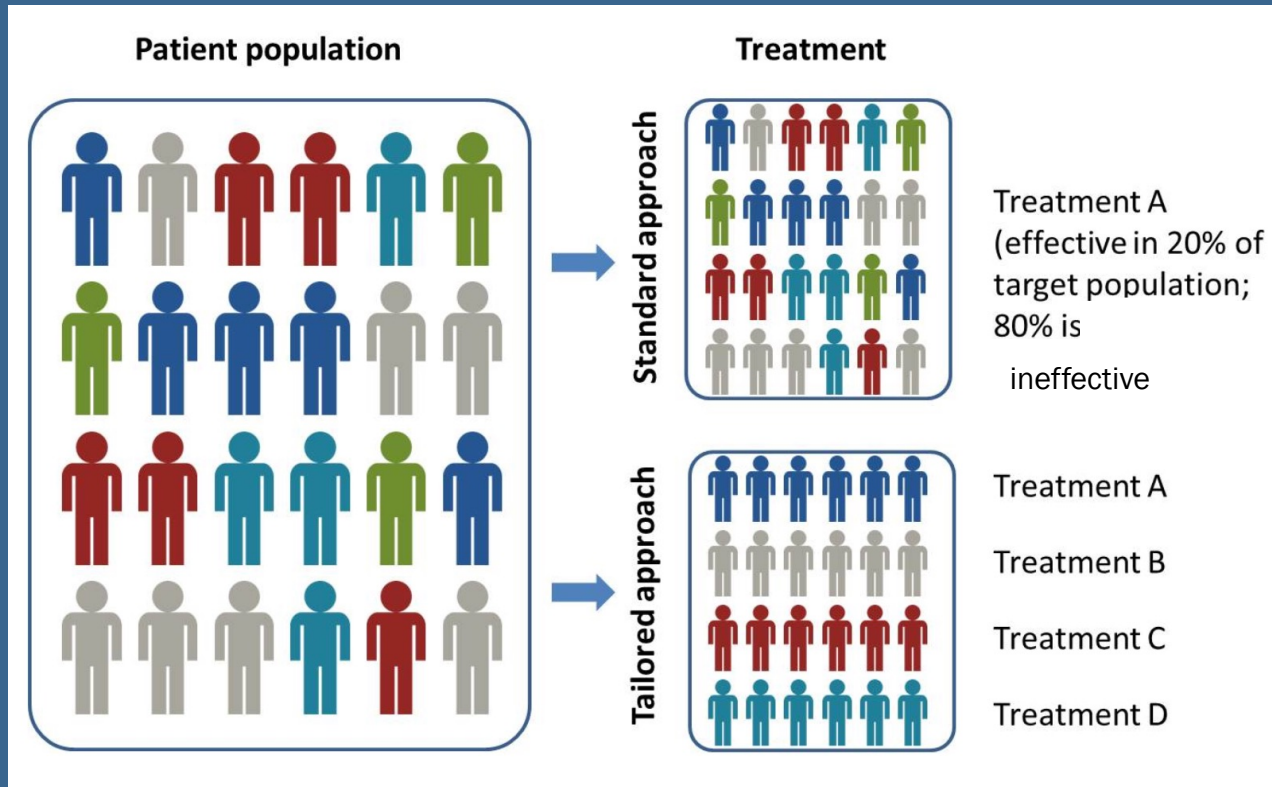 Patient population
Treatment
Standard approach
Treatment A
(effective in 20% of
target population;
80% is
ineffective
Tailored approach
Treatment A
Treatment B
Treatment C
Treatment D